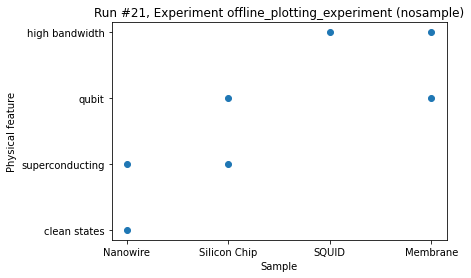 Run #21, Experiment offline_plotting_experiment (nosample)
high bandwidth
qubit
superconducting
clean states
Physical feature
Nanowire Silicon Chip SQUID Membrane
Sample